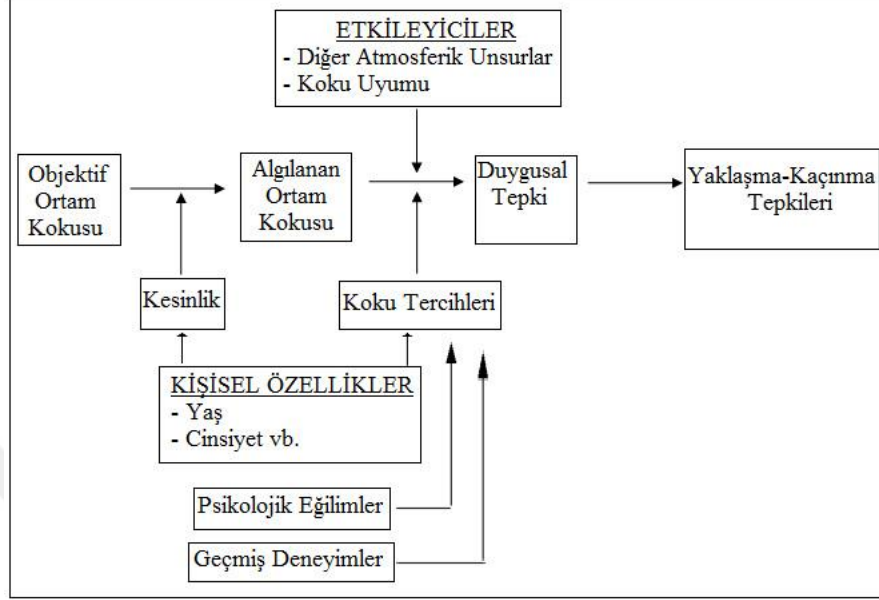 ETKİLEYİCİLER
- Diğer Atmosferik Unsurlar
- Koku Uyumu
Objektif
Ortam
Kokusu
Algılanan
Ortam
Kokusu
Duygusal
Tepki
Yaklaşma-Kaçınma
Tepkileri
Kesinlik
Koku Tercihleri
KİŞİSEL ÖZELLİKLER
- Yaş
- Cinsiyet vb.
Psikolojik Eğilimler
Geçmiş Deneyimler